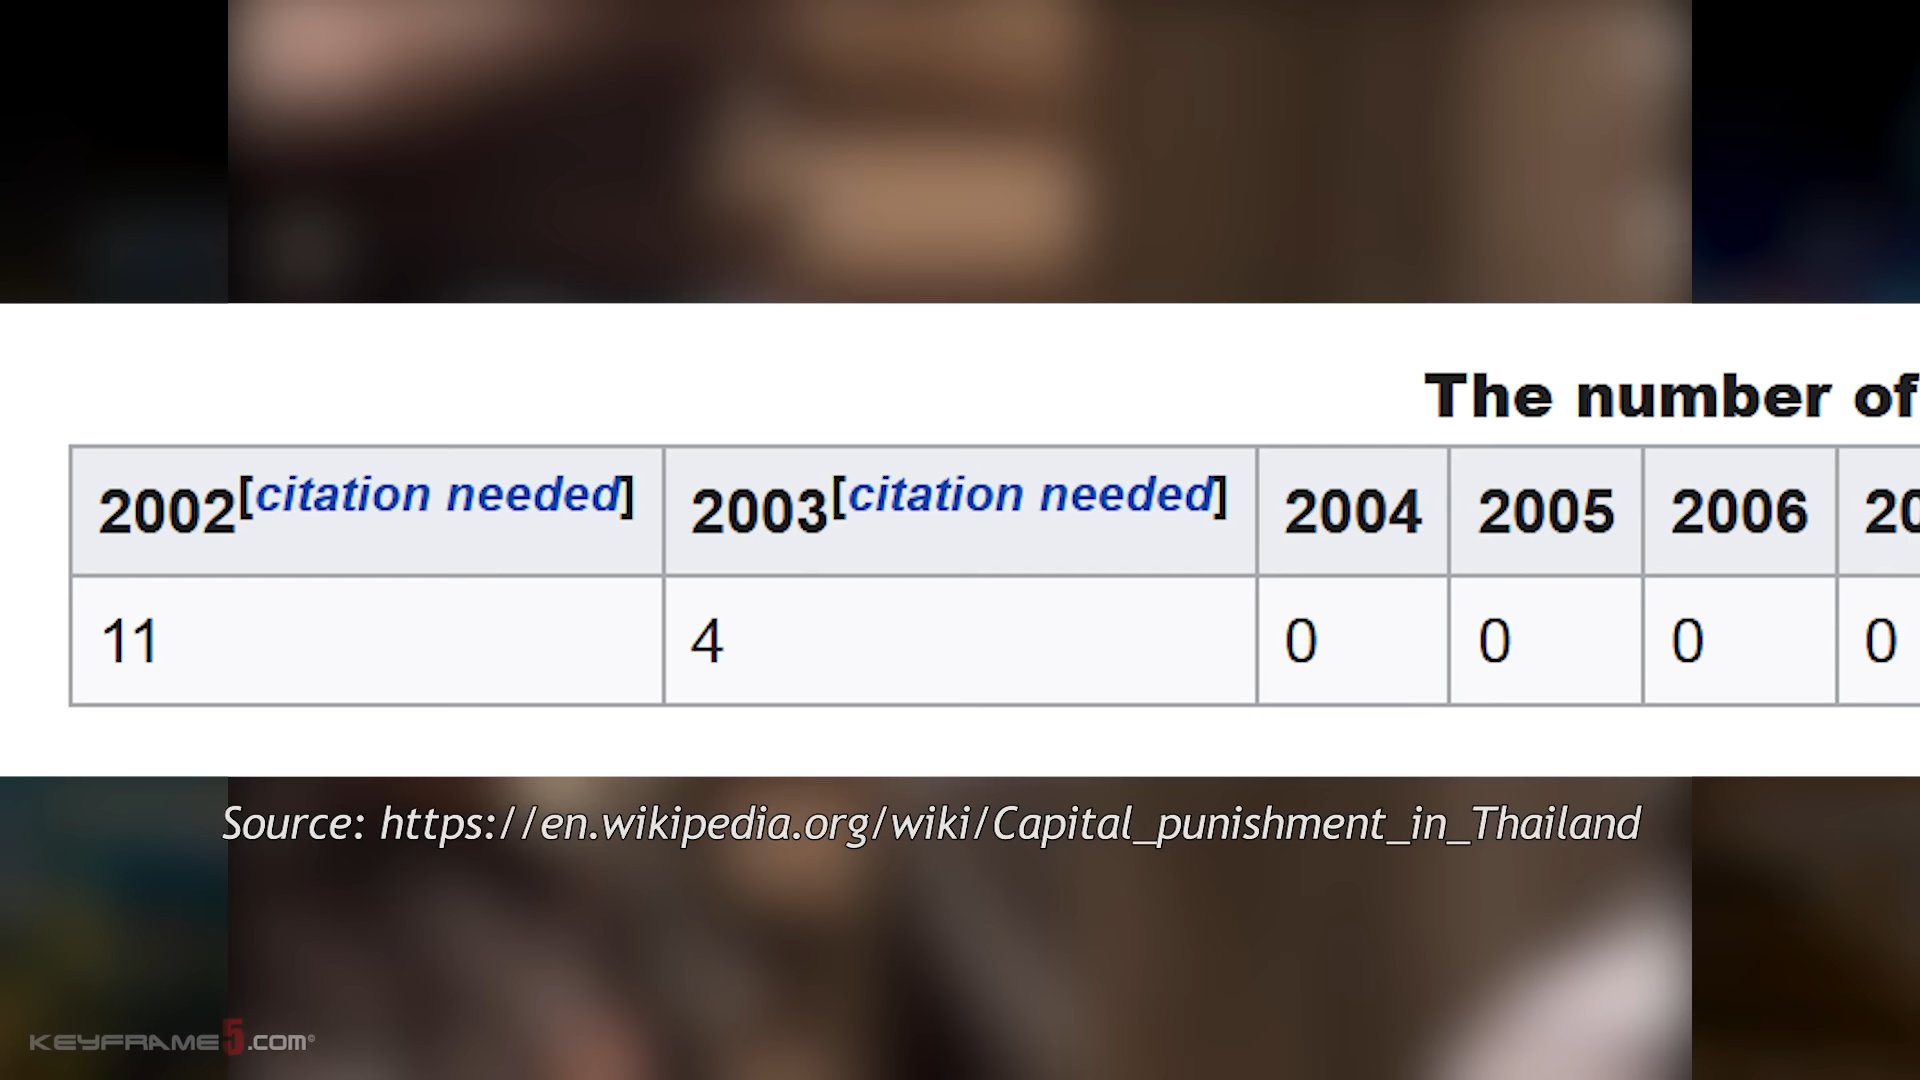 The number of
2002[citation needed] 2003[citation needed] 2004 2005 2006 20
11 4 0 0 0 0
Source: https://en.wikipedia.org/wiki/Capital_punishment_in_Thailand
KEYFRAME5.COM©